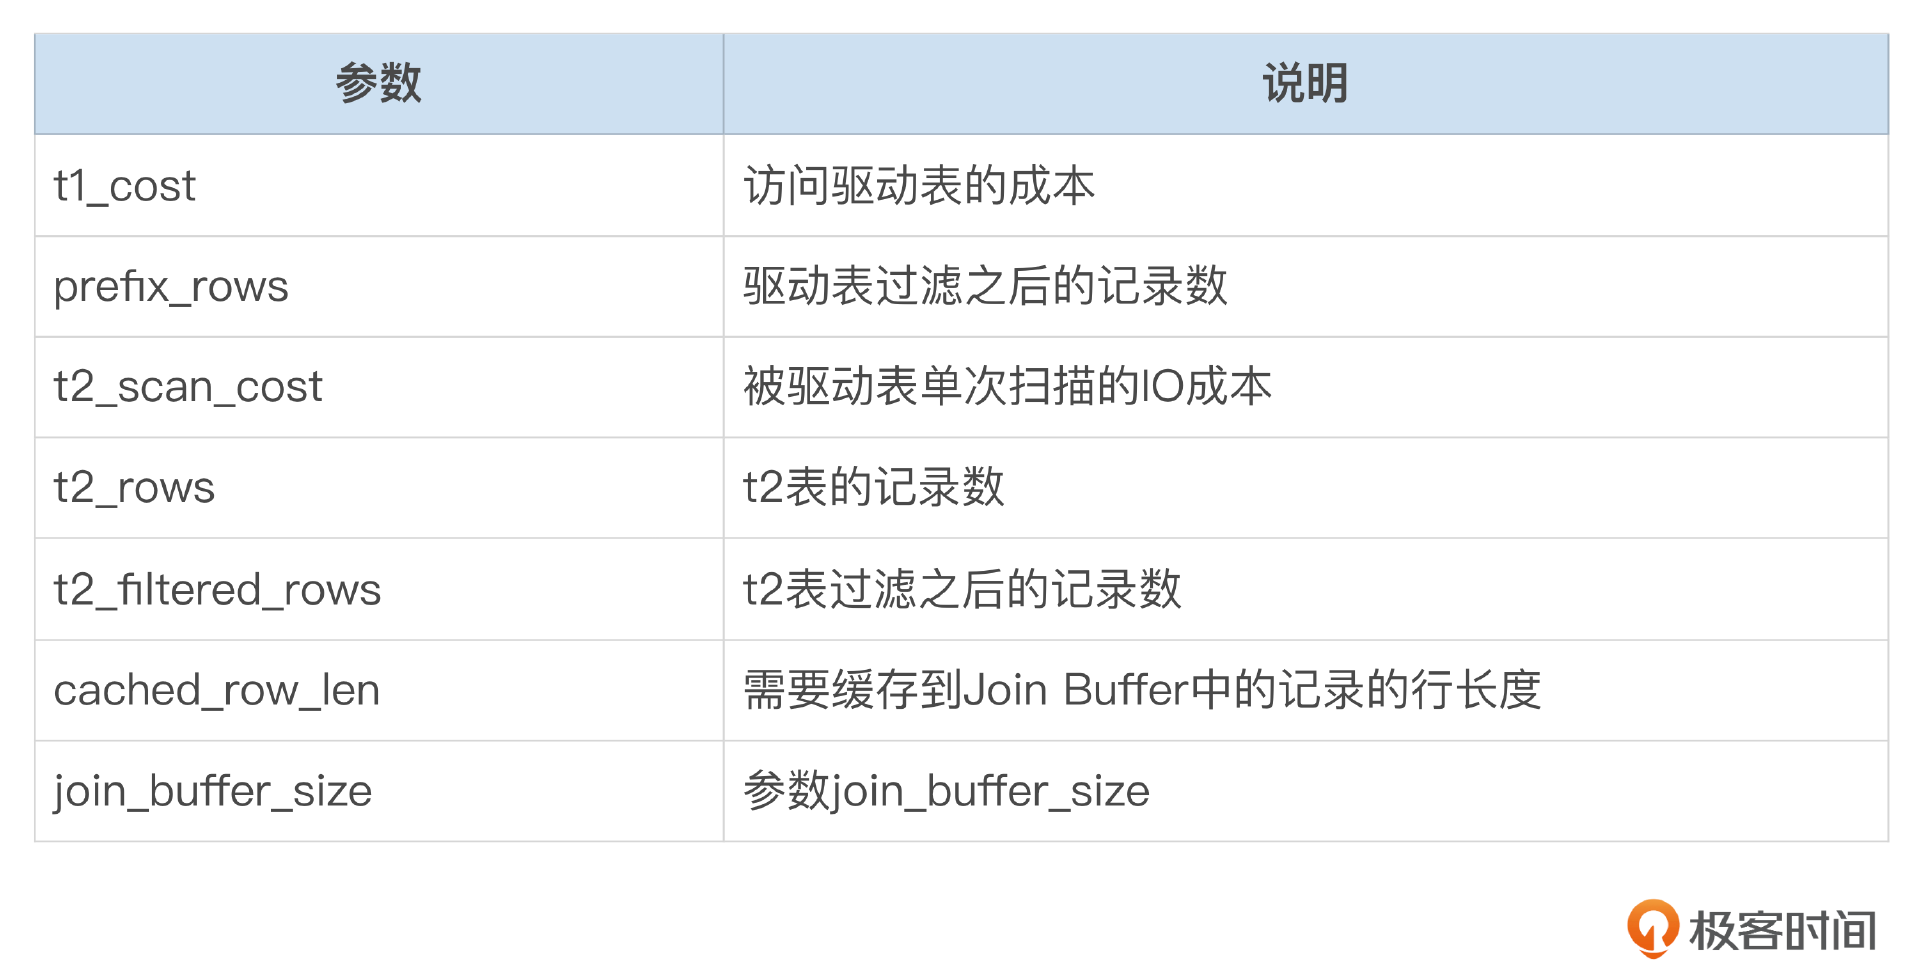 参数 说明
t1_cost 访问驱动表的成本
prefix_rows 驱动表过滤之后的记录数
t2_scan_cost 被驱动表单次扫描的IO成本
t2_rows t2表的记录数
t2_filtered_rows t2表过滤之后的记录数
cached_row_len 需要缓存到Join Buffer中的记录的行长度
join_buffer_size 参数join_buffer_size
极客时间